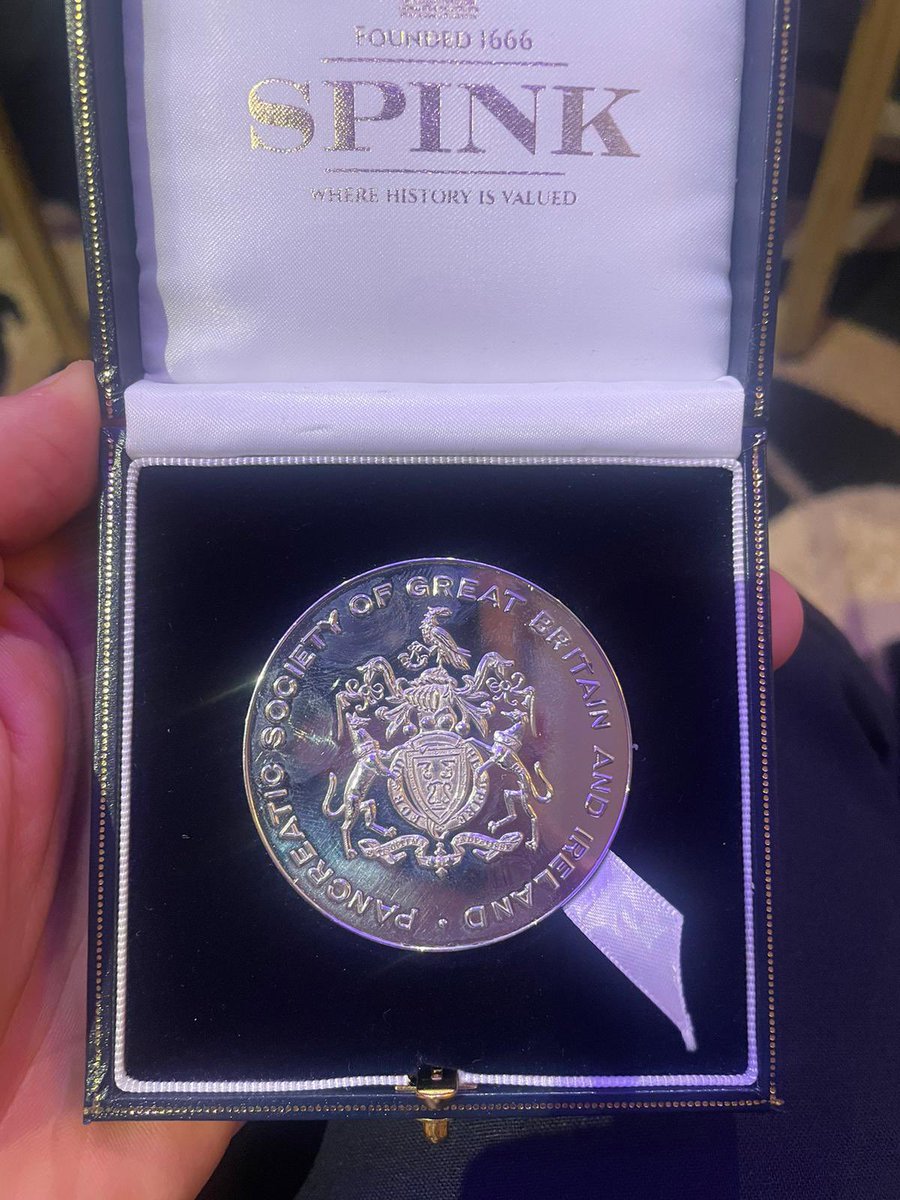 FOUNDED 1666
SPINK
WHERE HISTORY IS VALUED
PANCREATIC SOCIETY OF GREAT BRITAIN AND IRELAND